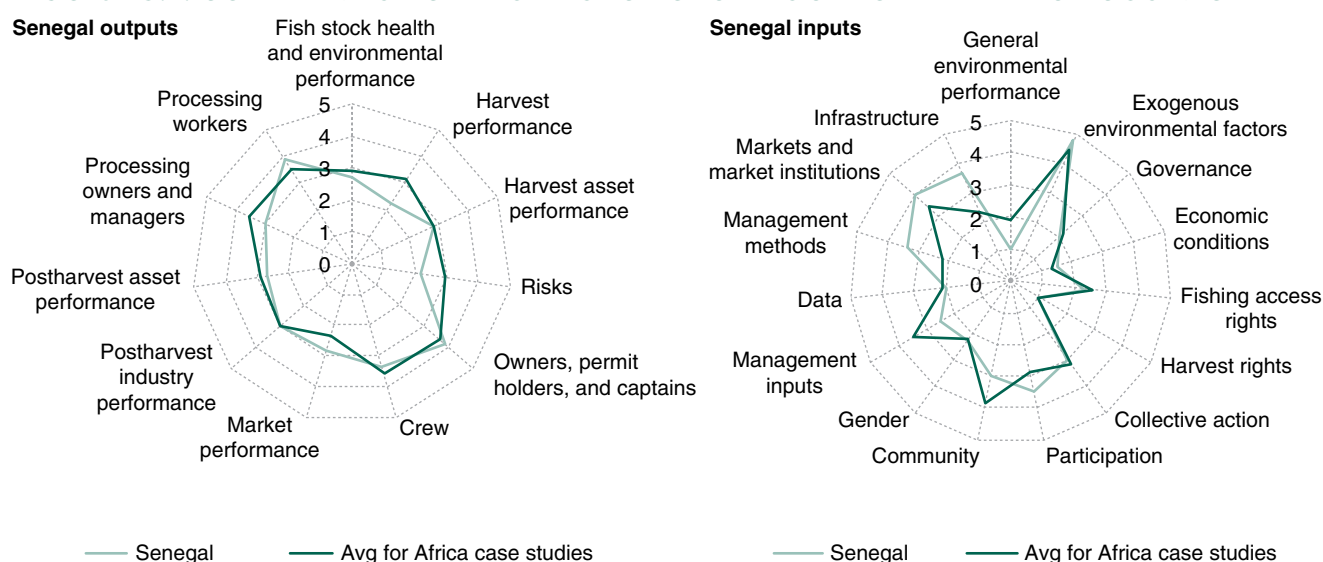 Senegal outputs
Fish stock health
and environmental
performance
Harvest
performance
Harvest asset
performance
Risks
Owners, permit
holders, and captains
Crew
Market
performance
Postharvest
industry
performance
Postharvest asset
performance
Processing
owners and
managers
Processing
workers
5
4
3
2
1
0
Senegal
Avg for Africa case studies
Senegal inputs
General
environmental
performance
Exogenous
environmental factors
Governance
Economic
conditions
Fishing access
rights
Harvest rights
Collective action
Participation
Community
Gender
Management
inputs
Data
Management
methods
Markets and
market institutions
Infrastructure
5
4
3
2
1
0
Senegal
Avg for Africa case studies